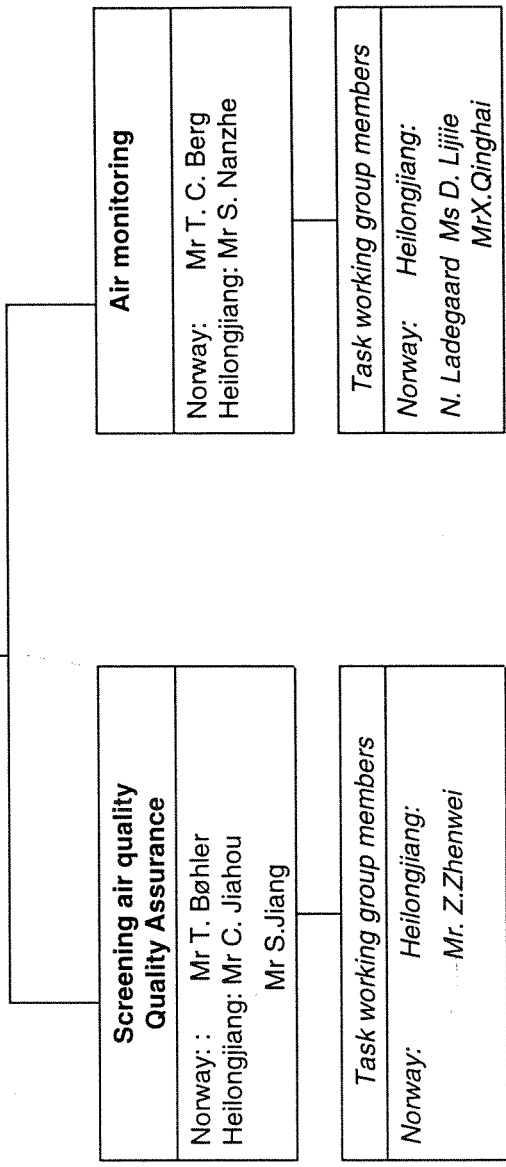 Screening air quality
Quality Assurance
Norway: : Mr T. Bøhler
Heilongjiang: Mr C. Jiahou
Mr S.Jiang
Task working group members
Norway: Heilongjiang:
Mr. Z.Zhenwei
Air monitoring
Norway: Mr T. C. Berg
Heilongjiang: Mr S. Nanzhe
Task working group members
Norway: Heilongjiang:
N. Ladegaard Ms D. Lijiie
MrX.Qinghai